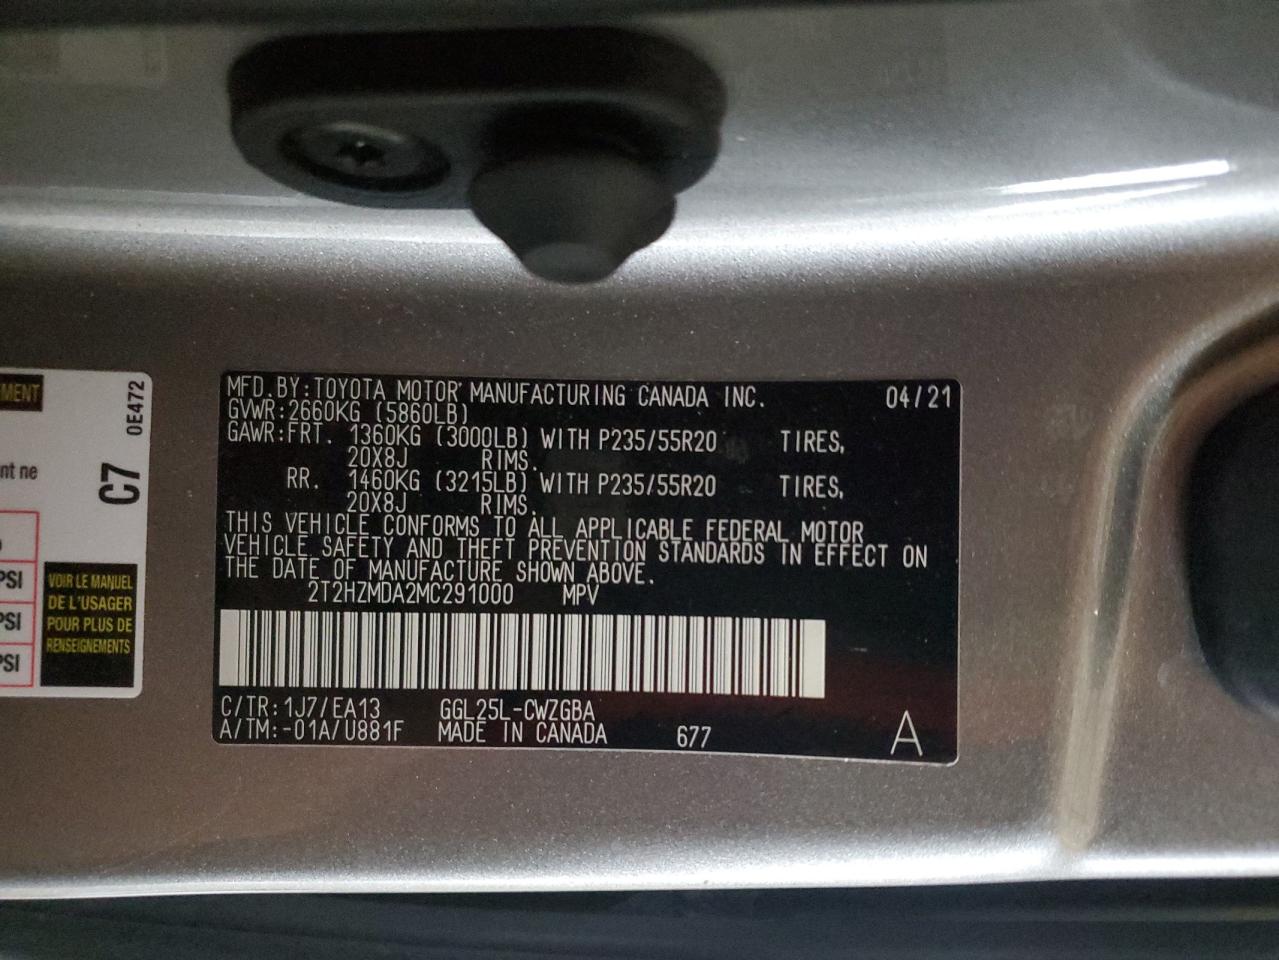 MENT
0E472
nt ne
C7
PSI
PSI
PSI
VOIR LE MANUEL
DE L'USAGER
POUR PLUS DE
RENSEIGNEMENTS
MFD.BY:TOYOTA MOTOR MANUFACTURING CANADA INC. 04/21
GVWR:2660KG (5860LB)
GAWR:FRT. 1360KG (3000LB) WITH P235/55R20 TIRES,
20X8J RIMS.
RR. 1460KG (3215LB) WITH P235/55R20 TIRES,
20X8J RIMS.
THIS VEHICLE CONFORMS TO ALL APPLICABLE FEDERAL MOTOR
VEHICLE SAFETY AND THEFT PREVENTION STANDARDS IN EFFECT ON
THE DATE OF MANUFACTURE SHOWN ABOVE.
2T2HZMDA2MC291000 MPV
C/TR:1J7/EA13 GGL25L-CWZGBA
A/TM:-01A/U881F MADE IN CANADA 677 A